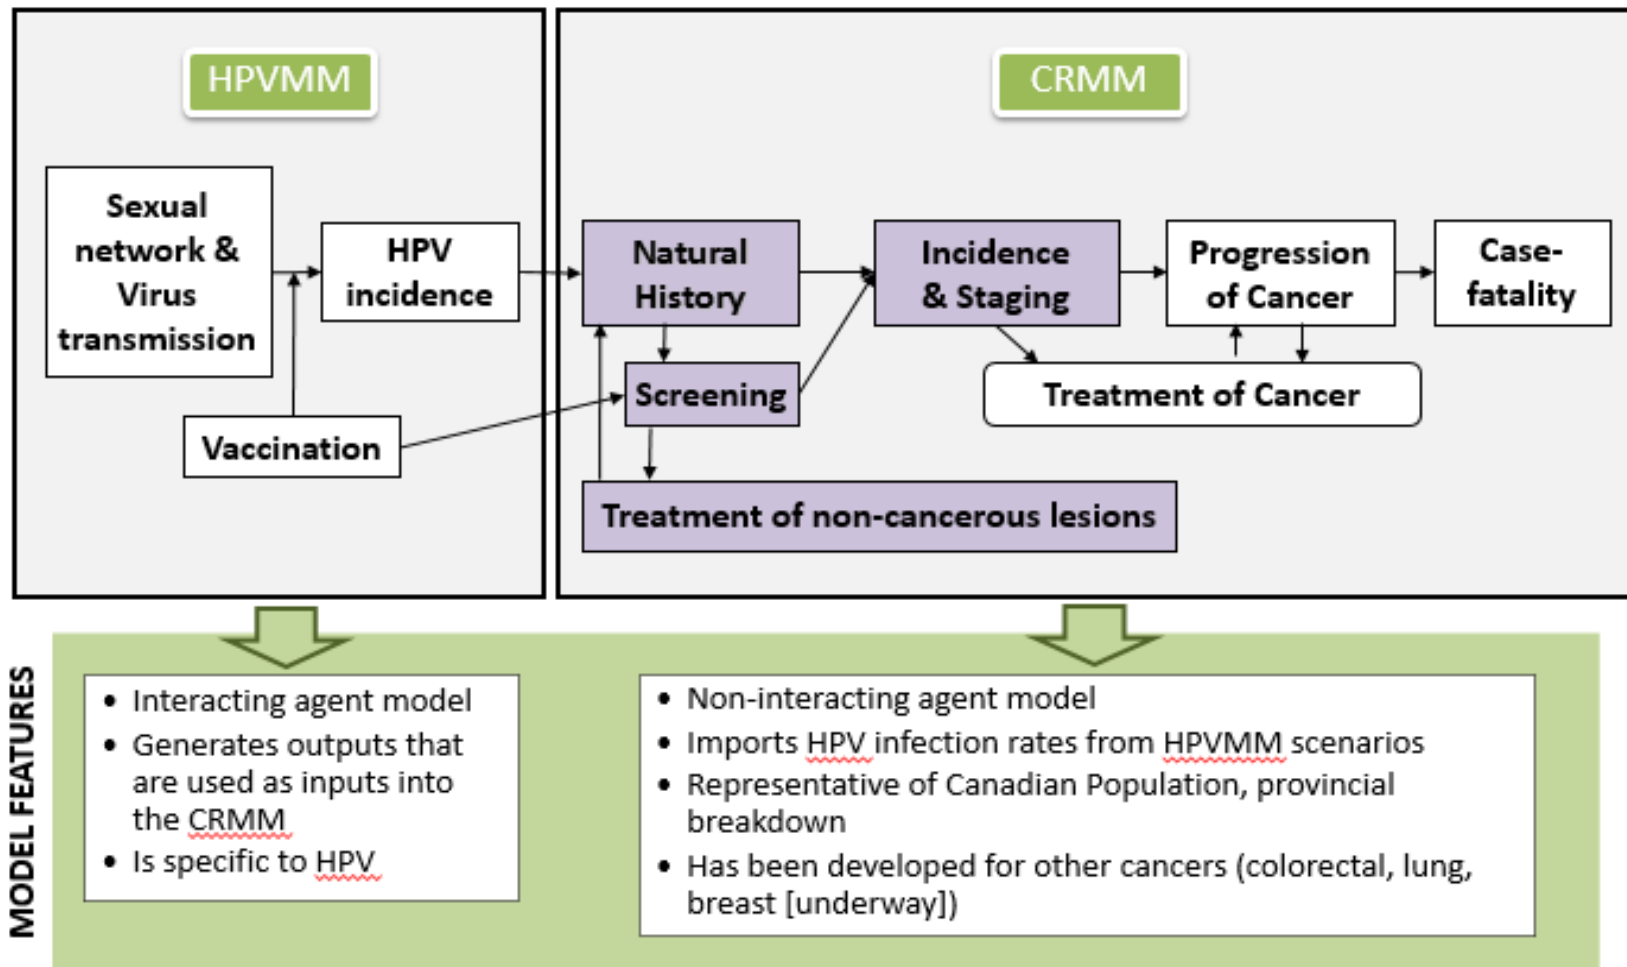 HPVMM
CRMM
Sexual
network &
Virus
transmission
HPV
incidence
Vaccination
Natural
History
Screening
Treatment of non-cancerous lesions
Incidence
& Staging
Progression
of Cancer
Case-
fatality
Treatment of Cancer
MODEL FEATURES
• Interacting agent model
• Generates outputs that
are used as inputs into
the CRMM
• Is specific to HPV
• Non-interacting agent model
• Imports HPV infection rates from HPVMM scenarios
• Representative of Canadian Population, provincial
breakdown
• Has been developed for other cancers (colorectal, lung,
breast [underway])